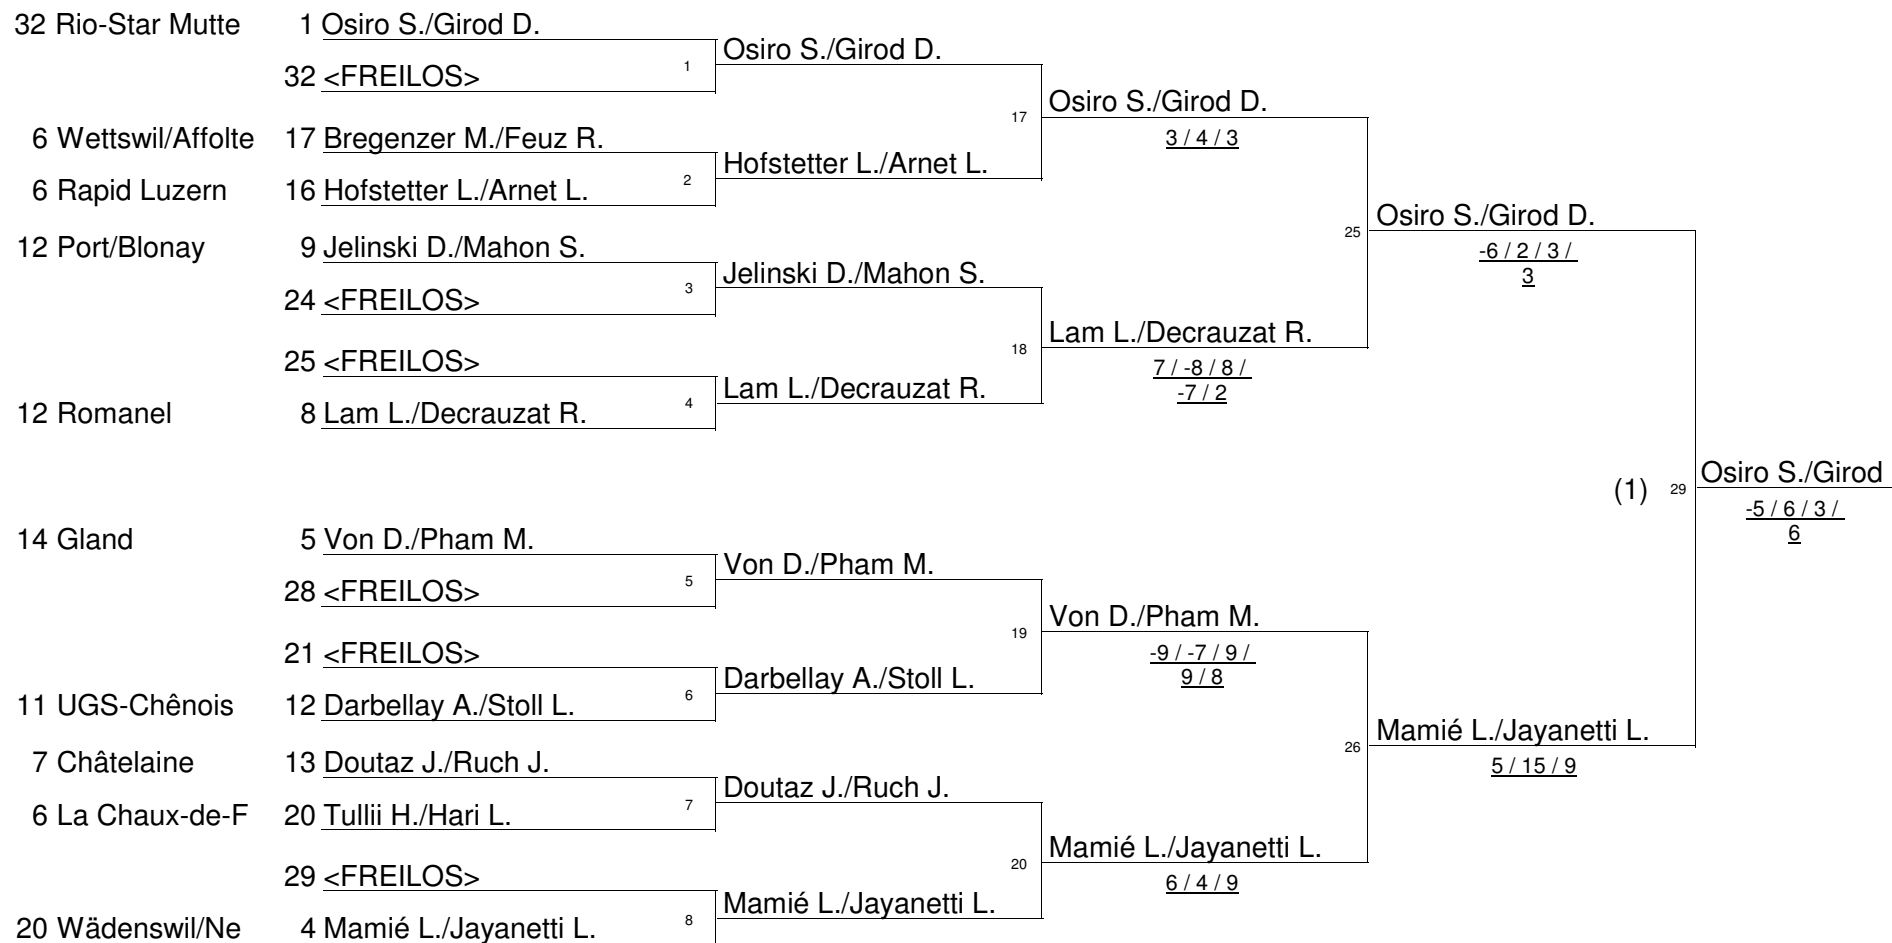 32 Rio-Star Mutte 1 Osiro S./Girod D.
1 Osiro S./Girod D.
32 <FREILOS>
17 Osiro S./Girod D.
3 / 4 / 3
6 Wettswil/Affolte 17 Bregenzer M./Feuz R.
2 Hofstetter L./Arnet L.
6 Rapid Luzern 16 Hofstetter L./Arnet L.
25 Osiro S./Girod D.
-6 / 2 / 3 /
3
12 Port/Blonay 9 Jelinski D./Mahon S.
3 Jelinski D./Mahon S.
24 <FREILOS>
18 Lam L./Decrauzat R.
7 / -8 / 8 /
-7 / 2
25 <FREILOS>
4 Lam L./Decrauzat R.
12 Romanel 8 Lam L./Decrauzat R.
(1) 29 Osiro S./Girod
-5 / 6 / 3 /
6
14 Gland 5 Von D./Pham M.
5 Von D./Pham M.
28 <FREILOS>
19 Von D./Pham M.
-9 / -7 / 9 /
9 / 8
21 <FREILOS>
6 Darbellay A./Stoll L.
11 UGS-Chênois 12 Darbellay A./Stoll L.
26 Mamié L./Jayanetti L.
5 / 15 / 9
7 Châtelaine 13 Doutaz J./Ruch J.
7 Doutaz J./Ruch J.
6 La Chaux-de-F 20 Tullii H./Hari L.
20 Mamié L./Jayanetti L.
6 / 4 / 9
29 <FREILOS>
8 Mamié L./Jayanetti L.
20 Wädenswil/Ne 4 Mamié L./Jayanetti L.